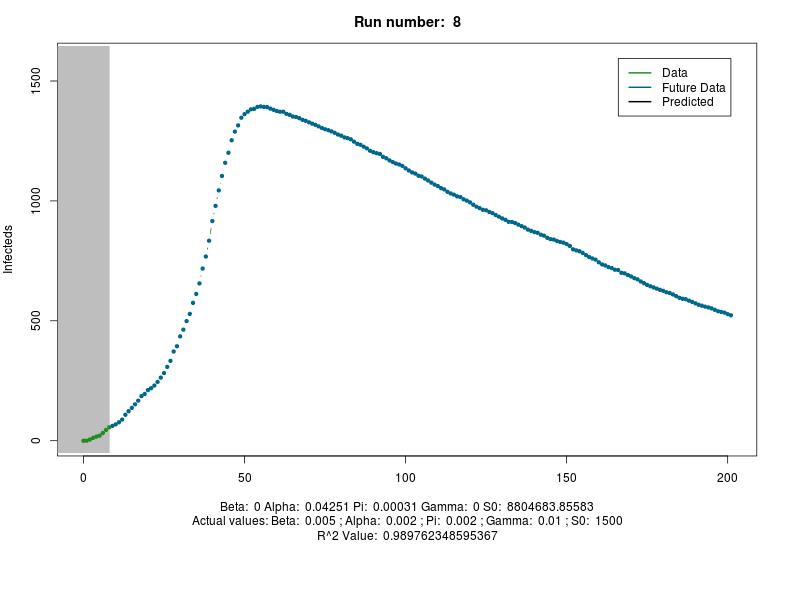 Run number:  8
Infecteds
1500
1000
500
0
0
50
100
150
200
Data
Future Data
Predicted
Beta:  0 Alpha:  0.04251 Pi:  0.00031 Gamma:  0 S0:  8804683.85583
Actual values: Beta:  0.005 ; Alpha:  0.002 ; Pi:  0.002 ; Gamma:  0.01 ; S0:  1500
R^2 Value:  0.989762348595367